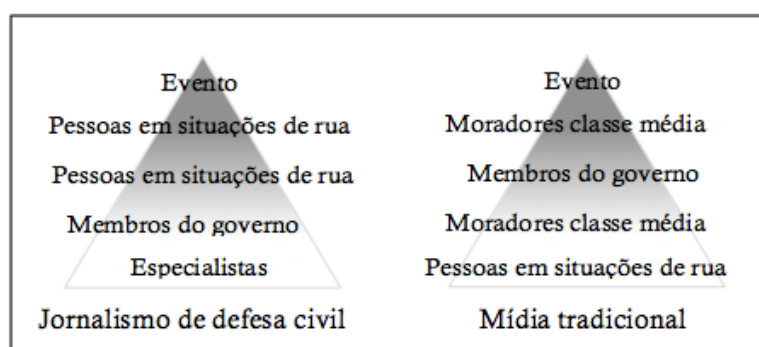 Evento
Pessoas em situações de rua
Pessoas em situações de rua
Membros do governo
Especialistas
Jornalismo de defesa civil
Evento
Moradores classe média
Membros do governo
Moradores classe média
Pessoas em situações de rua
Mídia tradicional